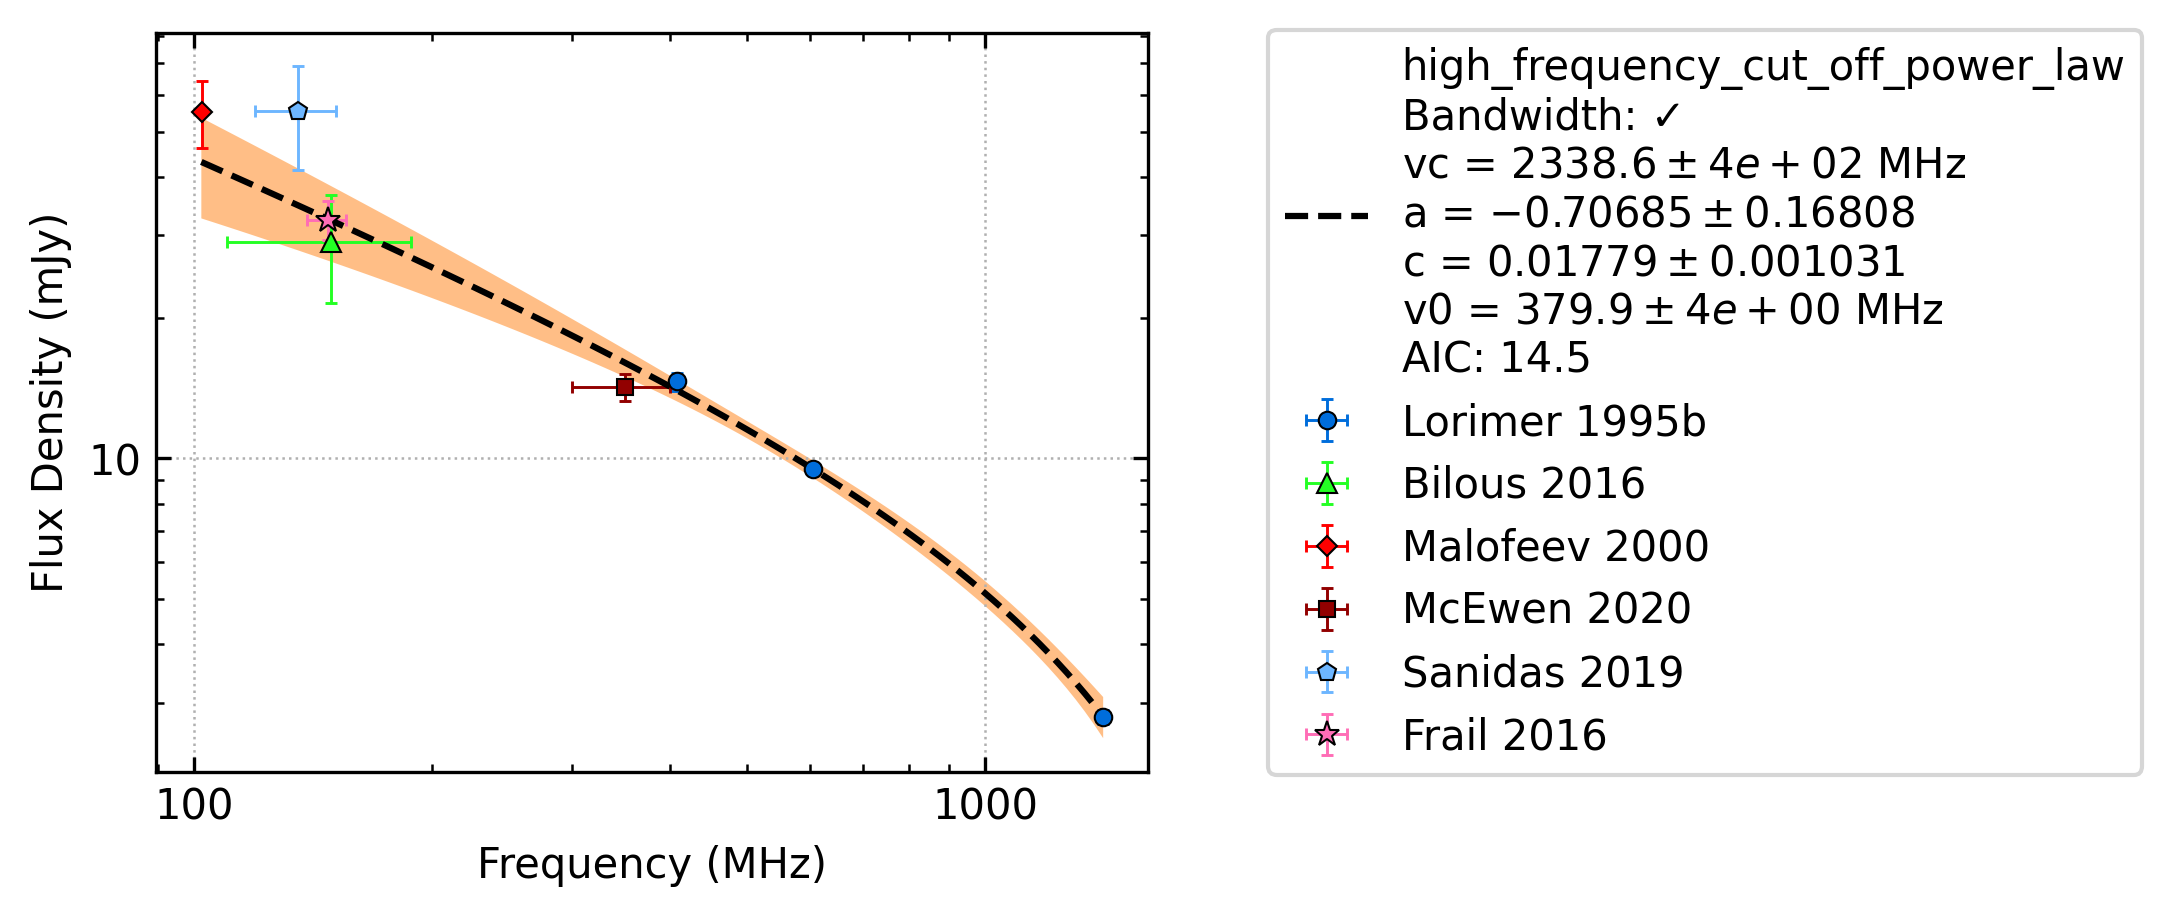 Flux Density (mJy)
10
100
1000
Frequency (MHz)
high_frequency_cut_off_power_law
Bandwidth: ✓
vc = 2338.6 ± 4e + 02 MHz
a = −0.70685 ± 0.16808
c = 0.01779 ± 0.001031
v0 = 379.9 ± 4e + 00 MHz
AIC: 14.5
Lorimer 1995b
Bilous 2016
Malofeev 2000
McEwen 2020
Sanidas 2019
Frail 2016